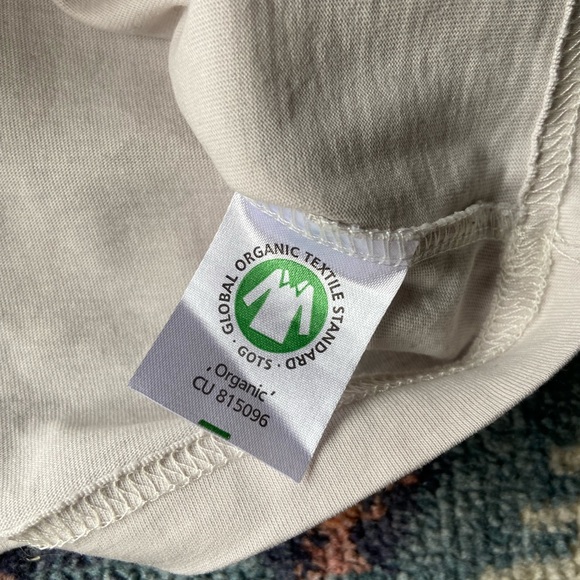 · GLOBAL ORGANIC TEXTILE STANDARD ·
GOTS
‚Organic'
CU 815096